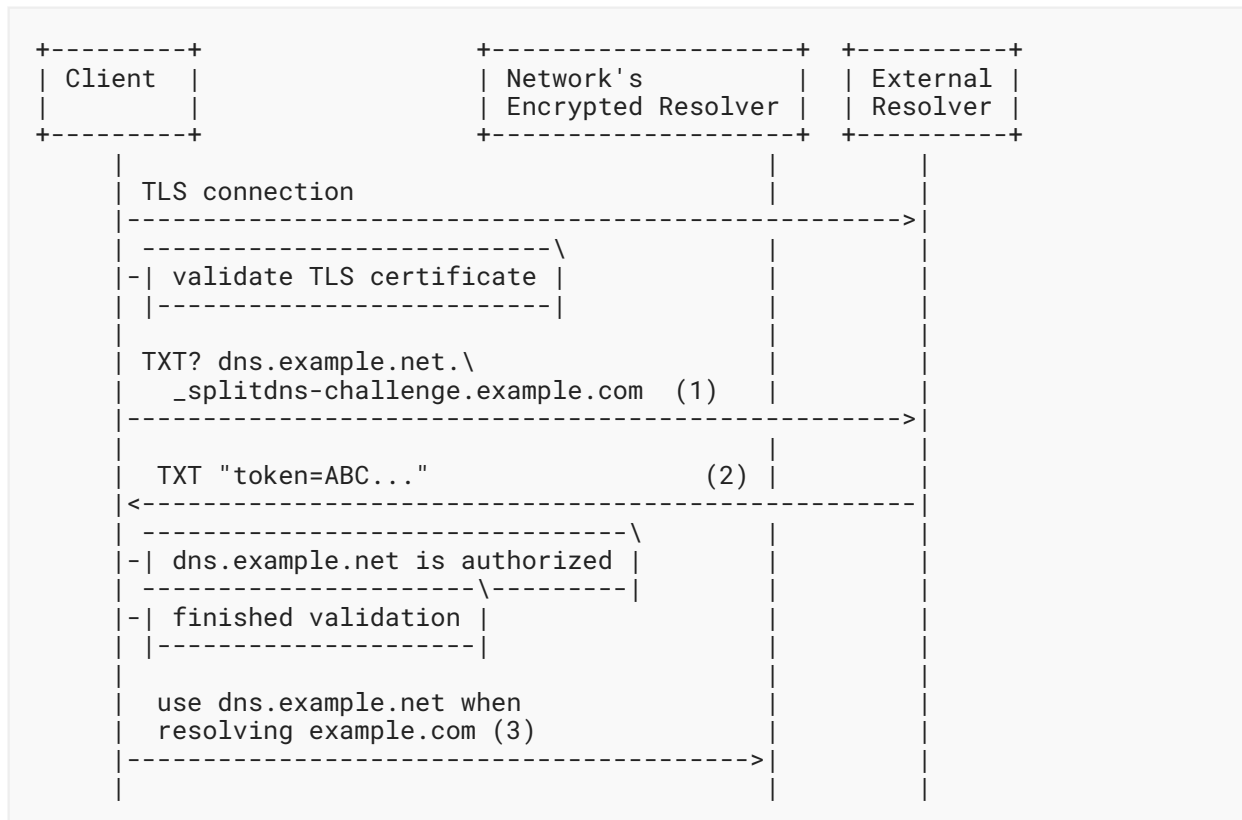 Client
Network's
Encrypted Resolver
External
Resolver
TLS connection
validate TLS certificate
TXT? dns.example.net.\
_splitdns-challenge.example.com (1)
TXT "token=ABC..." (2)
dns.example.net is authorized
finished validation
use dns.example.net when
resolving example.com (3)